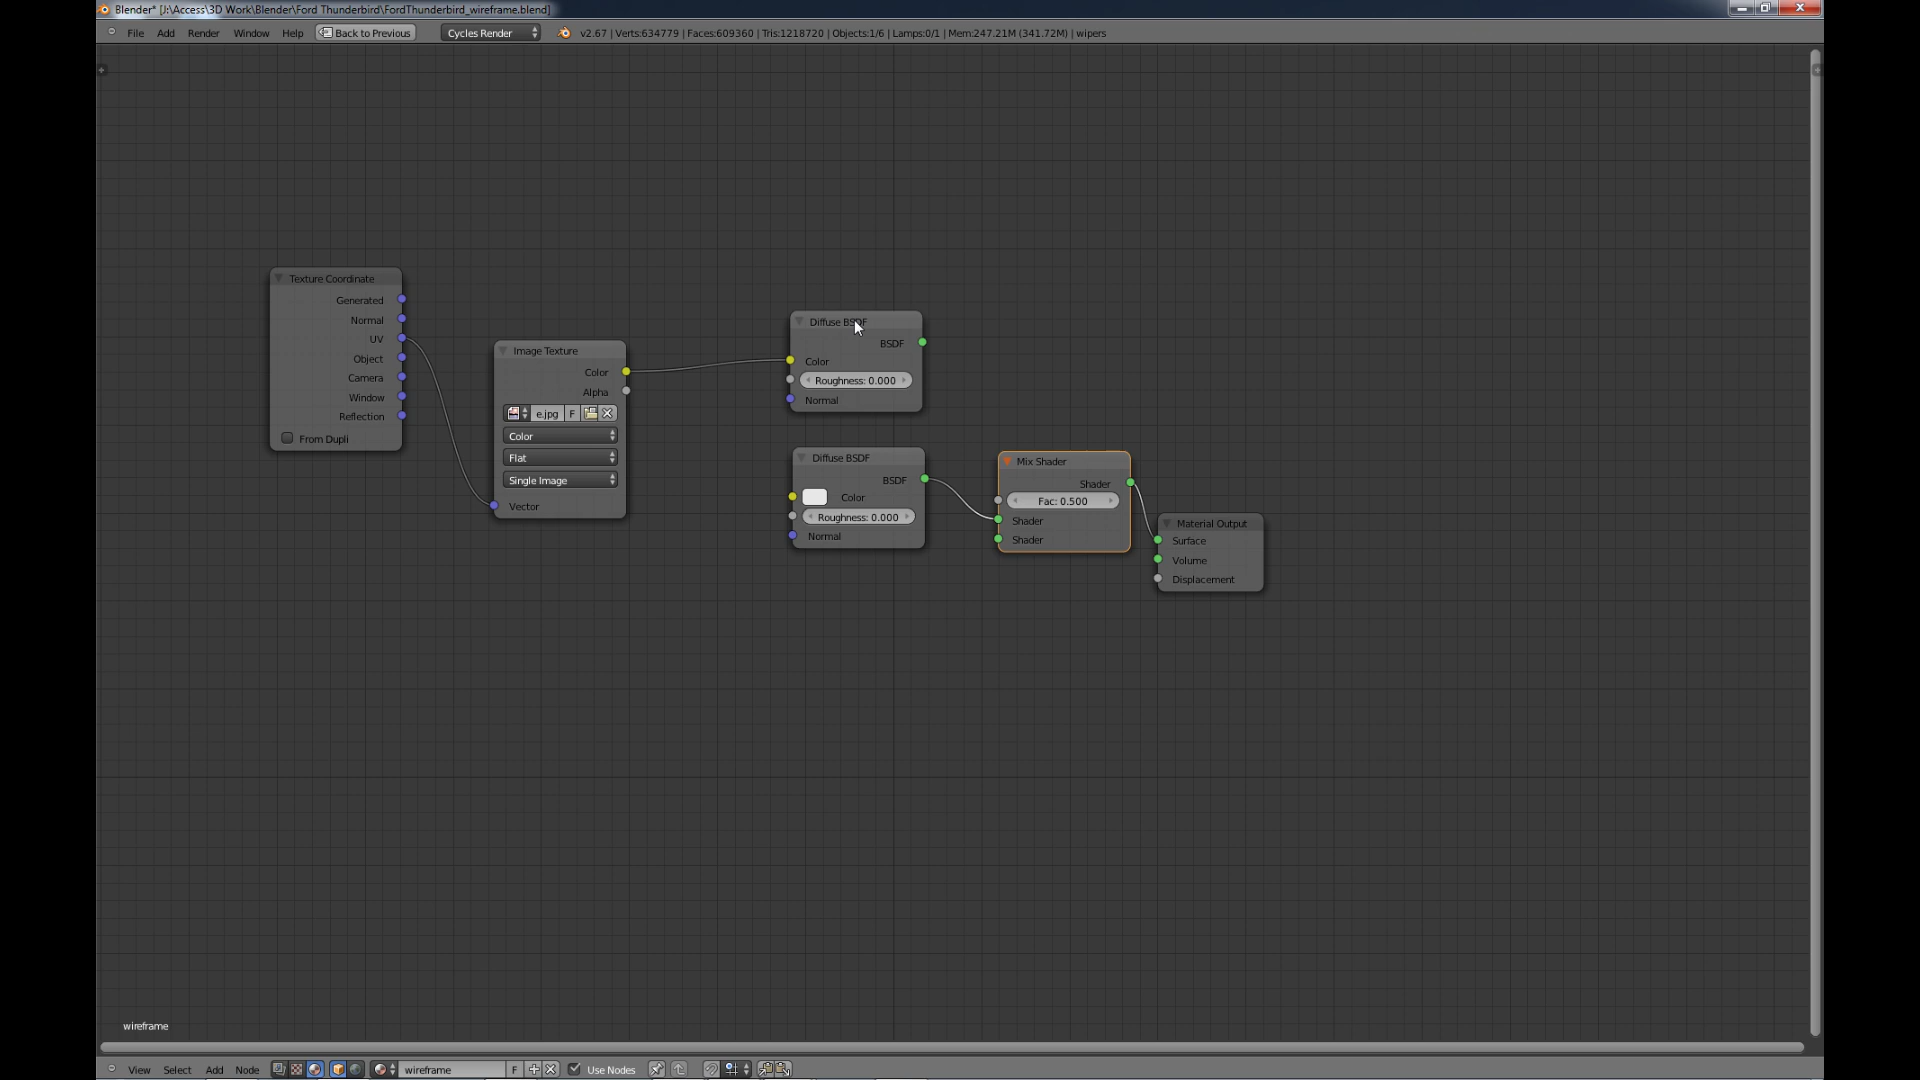 Blender* [J:\Access\3D Work\Blender\Ford Thunderbird\FordThunderbird_wireframe.blend]
File Add Render Window Help Back to Previous Cycles Render v2.67 | Verts:634779 | Faces:609360 | Tris:1218720 | Objects:1/6 | Lamps:0/1 | Mem:247.21M (341.72M) | wipers
Texture Coordinate
Generated
Normal
UV
Object
Camera
Window
Reflection
From Dupli
Image Texture
Color
Alpha
e.jpg F
Color
Flat
Single Image
Vector
Diffuse BSDF
BSDF
Color
Roughness: 0.000
Normal
Diffuse BSDF
BSDF
Color
Roughness: 0.000
Normal
Mix Shader
Shader
Fac: 0.500
Shader
Shader
Material Output
Surface
Volume
Displacement
wireframe
View Select Add Node wireframe F Use Nodes